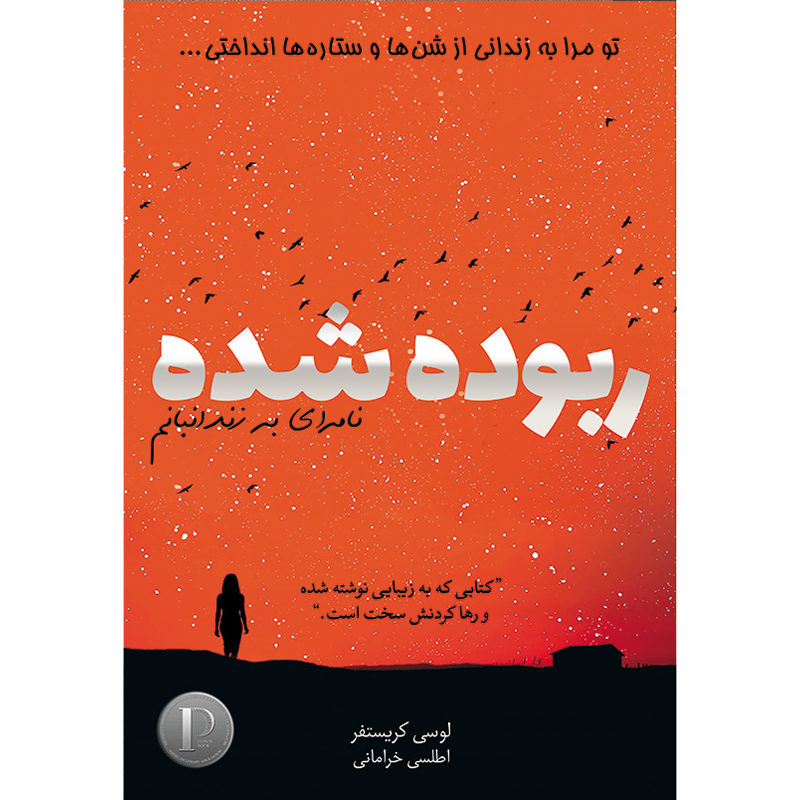 تو مرا به زندانی از شن‌ها و ستاره‌ها انداختی ...
ربوده شده
نامه‌ای به زندانبانم
”کتابی که به زیبایی نوشته شده
و رها کردنش سخت است.“
P
لوسی کریستفر
اطلسی خرامانی